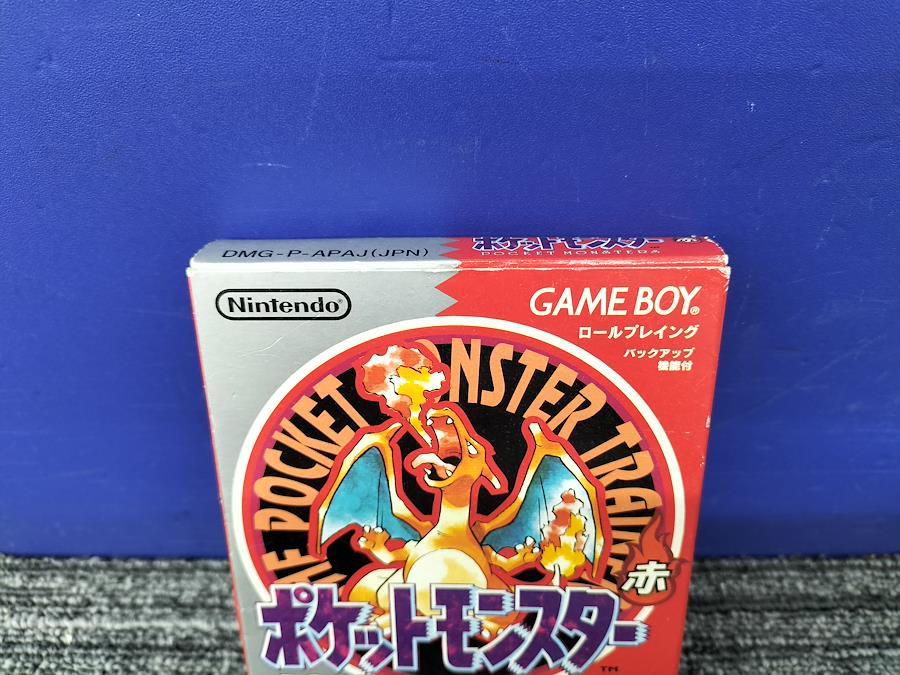 DMG-P-APAJ(JPN)
ポケットモンスター 赤
POCKET MONSTERS
Nintendo®
GAME BOY®
ロールプレイング
バックアップ
機能付
POCKET MONSTER TRAINE
赤
ポケットモンスター
TM